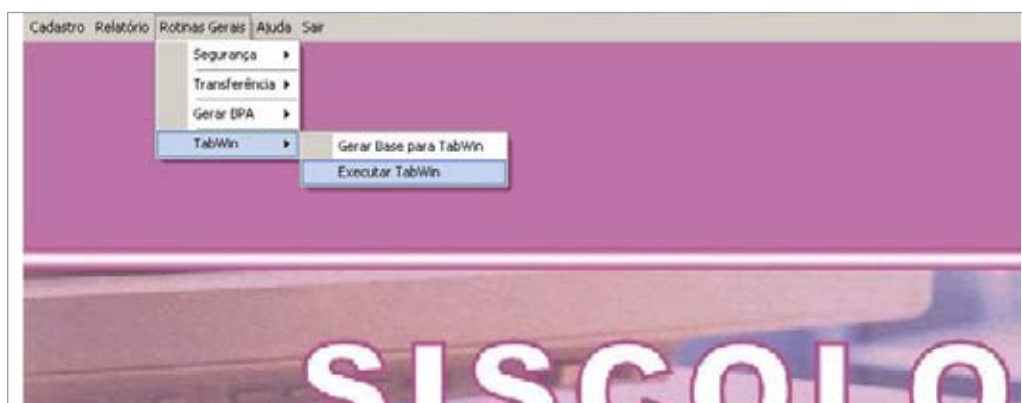 Cadastro Relatório Rotinas Gerais Ajuda Sair
Segurança
Transferência
Gerar BPA
TabWin
Gerar Base para TabWin
Executar TabWin
SISCOLO